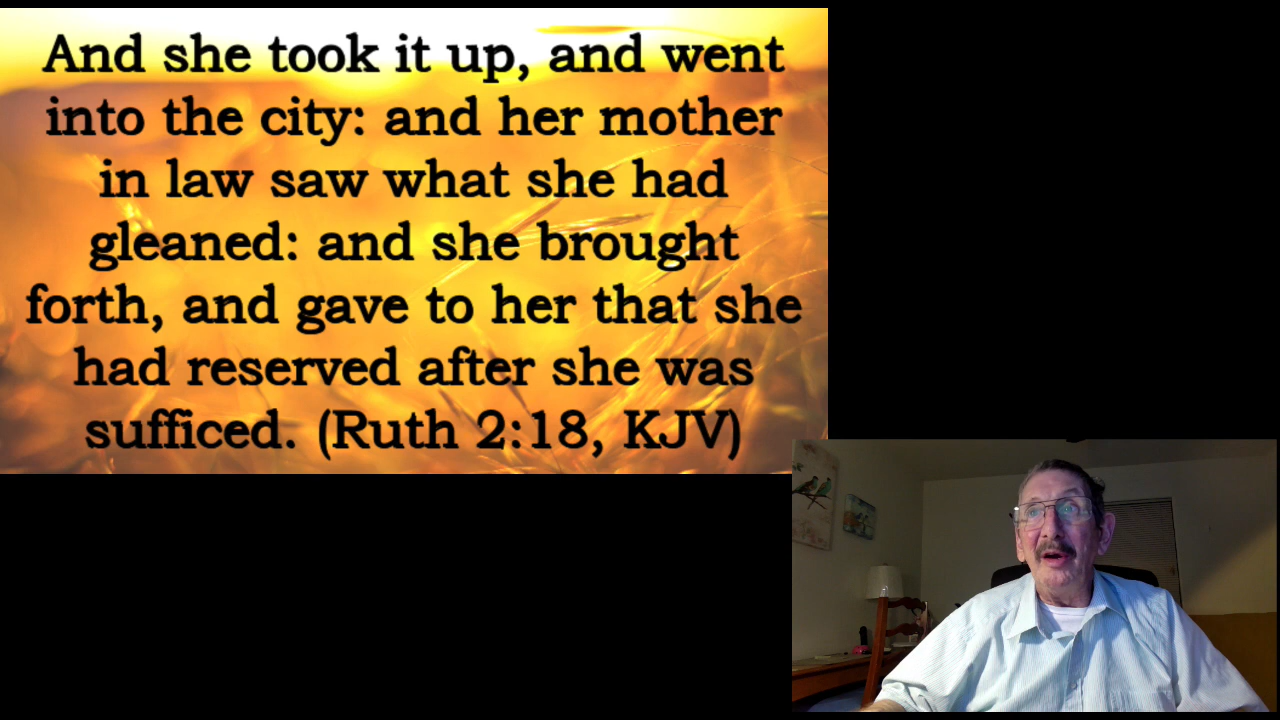 And she took it up, and went
into the city: and her mother
in law saw what she had
gleaned: and she brought
forth, and gave to her that she
had reserved after she was
sufficed. (Ruth 2:18, KJV)